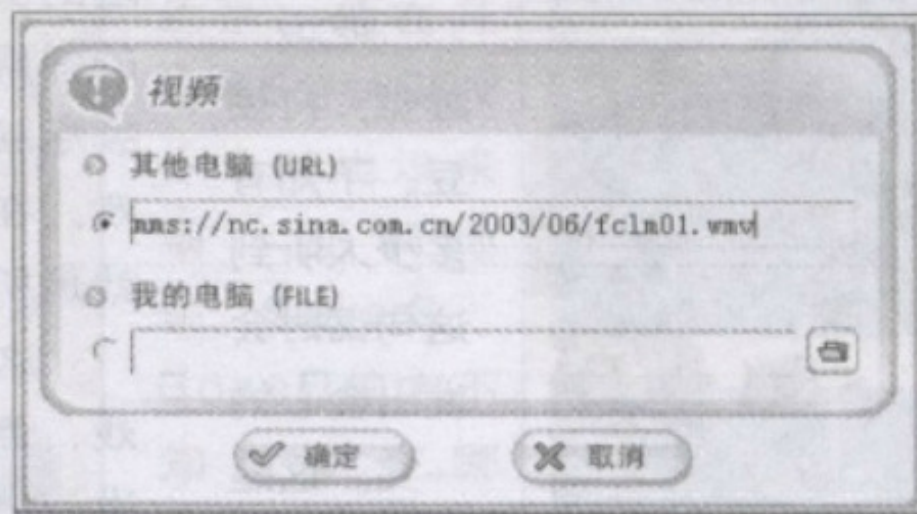 视频
其他电脑 (URL)
mms://nc.sina.com.cn/2003/06/fclm01.wmv
我的电脑 (FILE)
确定
取消